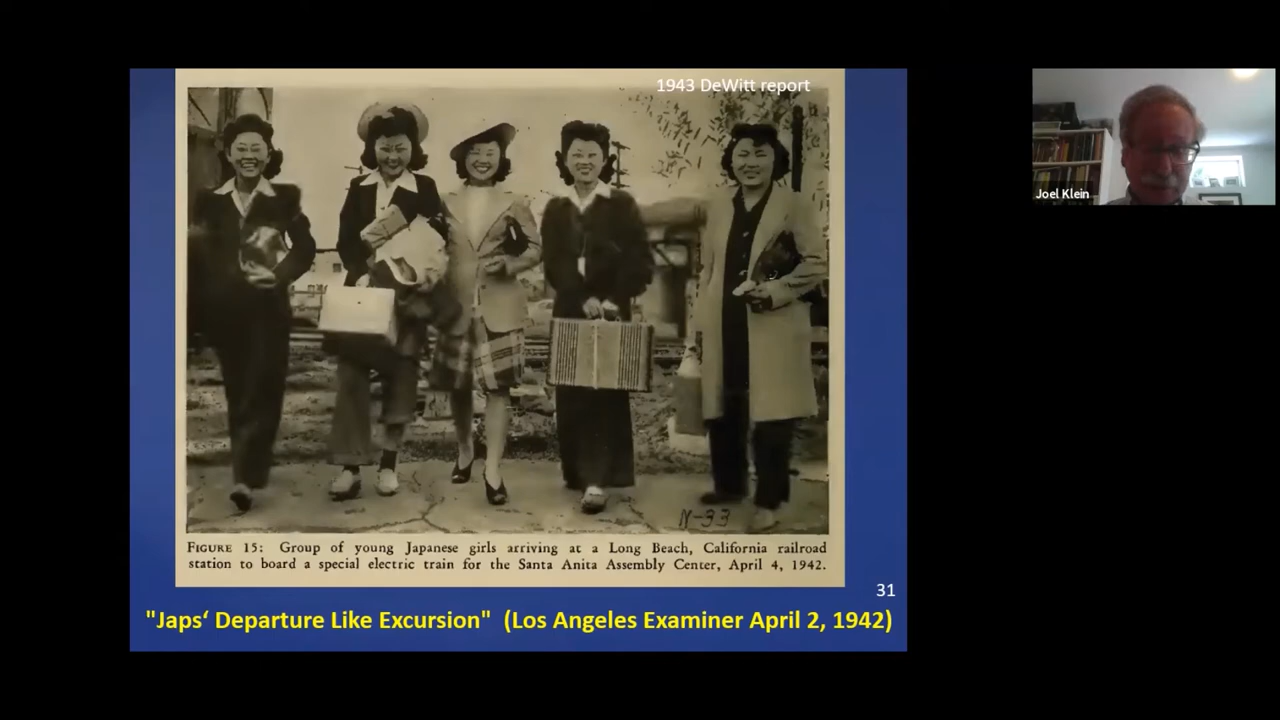 1943 DeWitt report
Joel Klein
N-33
FIGURE 15: Group of young Japanese girls arriving at a Long Beach, California railroad
station to board a special electric train for the Santa Anita Assembly Center, April 4, 1942.
31
"Japs‘ Departure Like Excursion" (Los Angeles Examiner April 2, 1942)